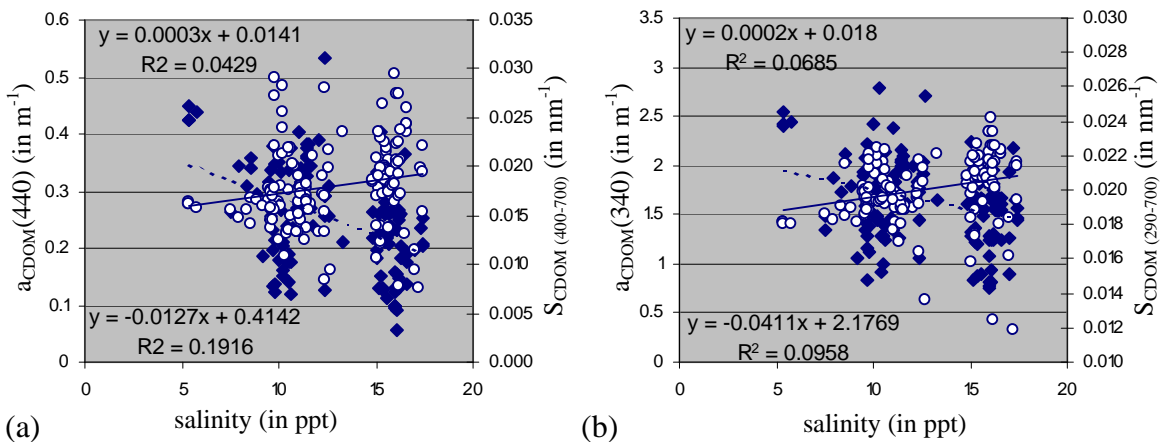 y = 0.0003x + 0.0141
R2 = 0.0429
y = -0.0127x + 0.4142
R2 = 0.1916
0.6
0.5
0.4
0.3
0.2
0.1
0
0.035
0.030
0.025
0.020
0.015
0.010
0.005
0.000
0 5 10 15 20
aCDOM(440) (in m-1)
SCDOM (400-700) (in nm-1)
salinity (in ppt)
(a)
y = 0.0002x + 0.018
R² = 0.0685
y = -0.0411x + 2.1769
R² = 0.0958
3.5
3
2.5
2
1.5
1
0.5
0
0.030
0.028
0.026
0.024
0.022
0.020
0.018
0.016
0.014
0.012
0.010
0 5 10 15 20
aCDOM(340) (in m-1)
SCDOM (290-700) (in nm-1)
salinity (in ppt)
(b)